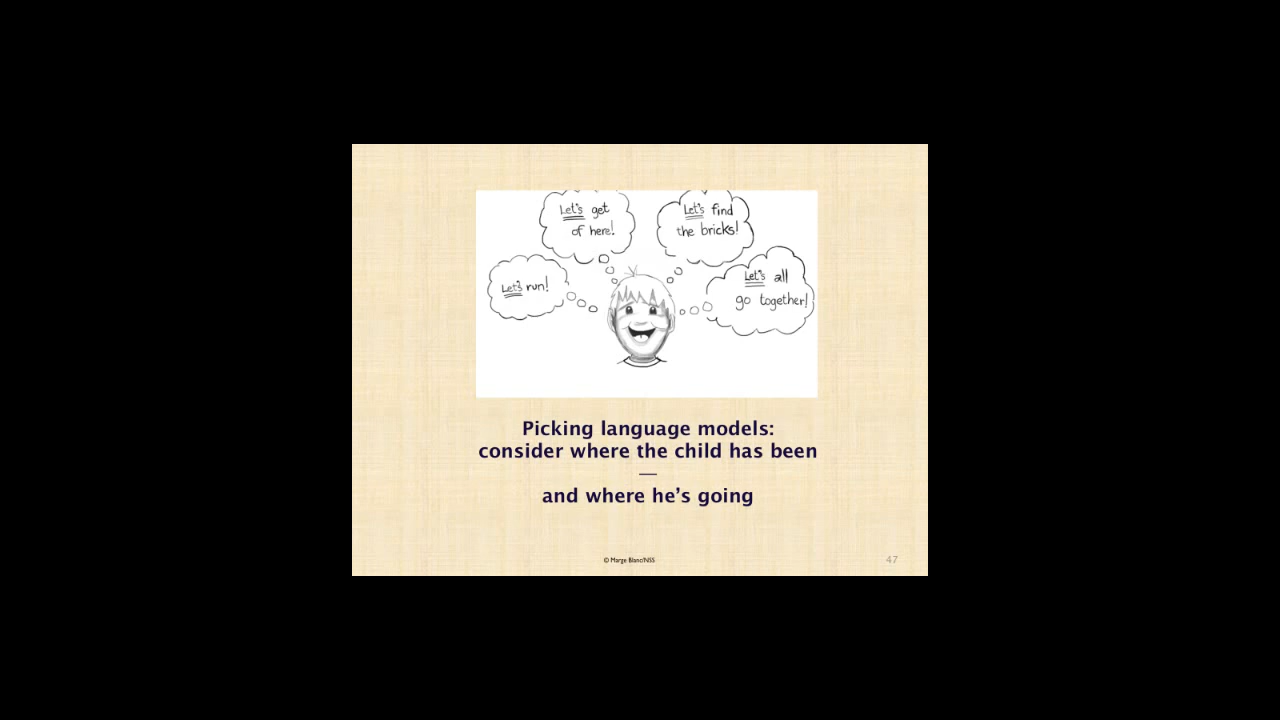 Let's get
of here!
Let's find
the bricks!
Let's run!
Let's all
go together!
Picking language models:
consider where the child has been
—
and where he's going
© Marge Blanc/NSS
47